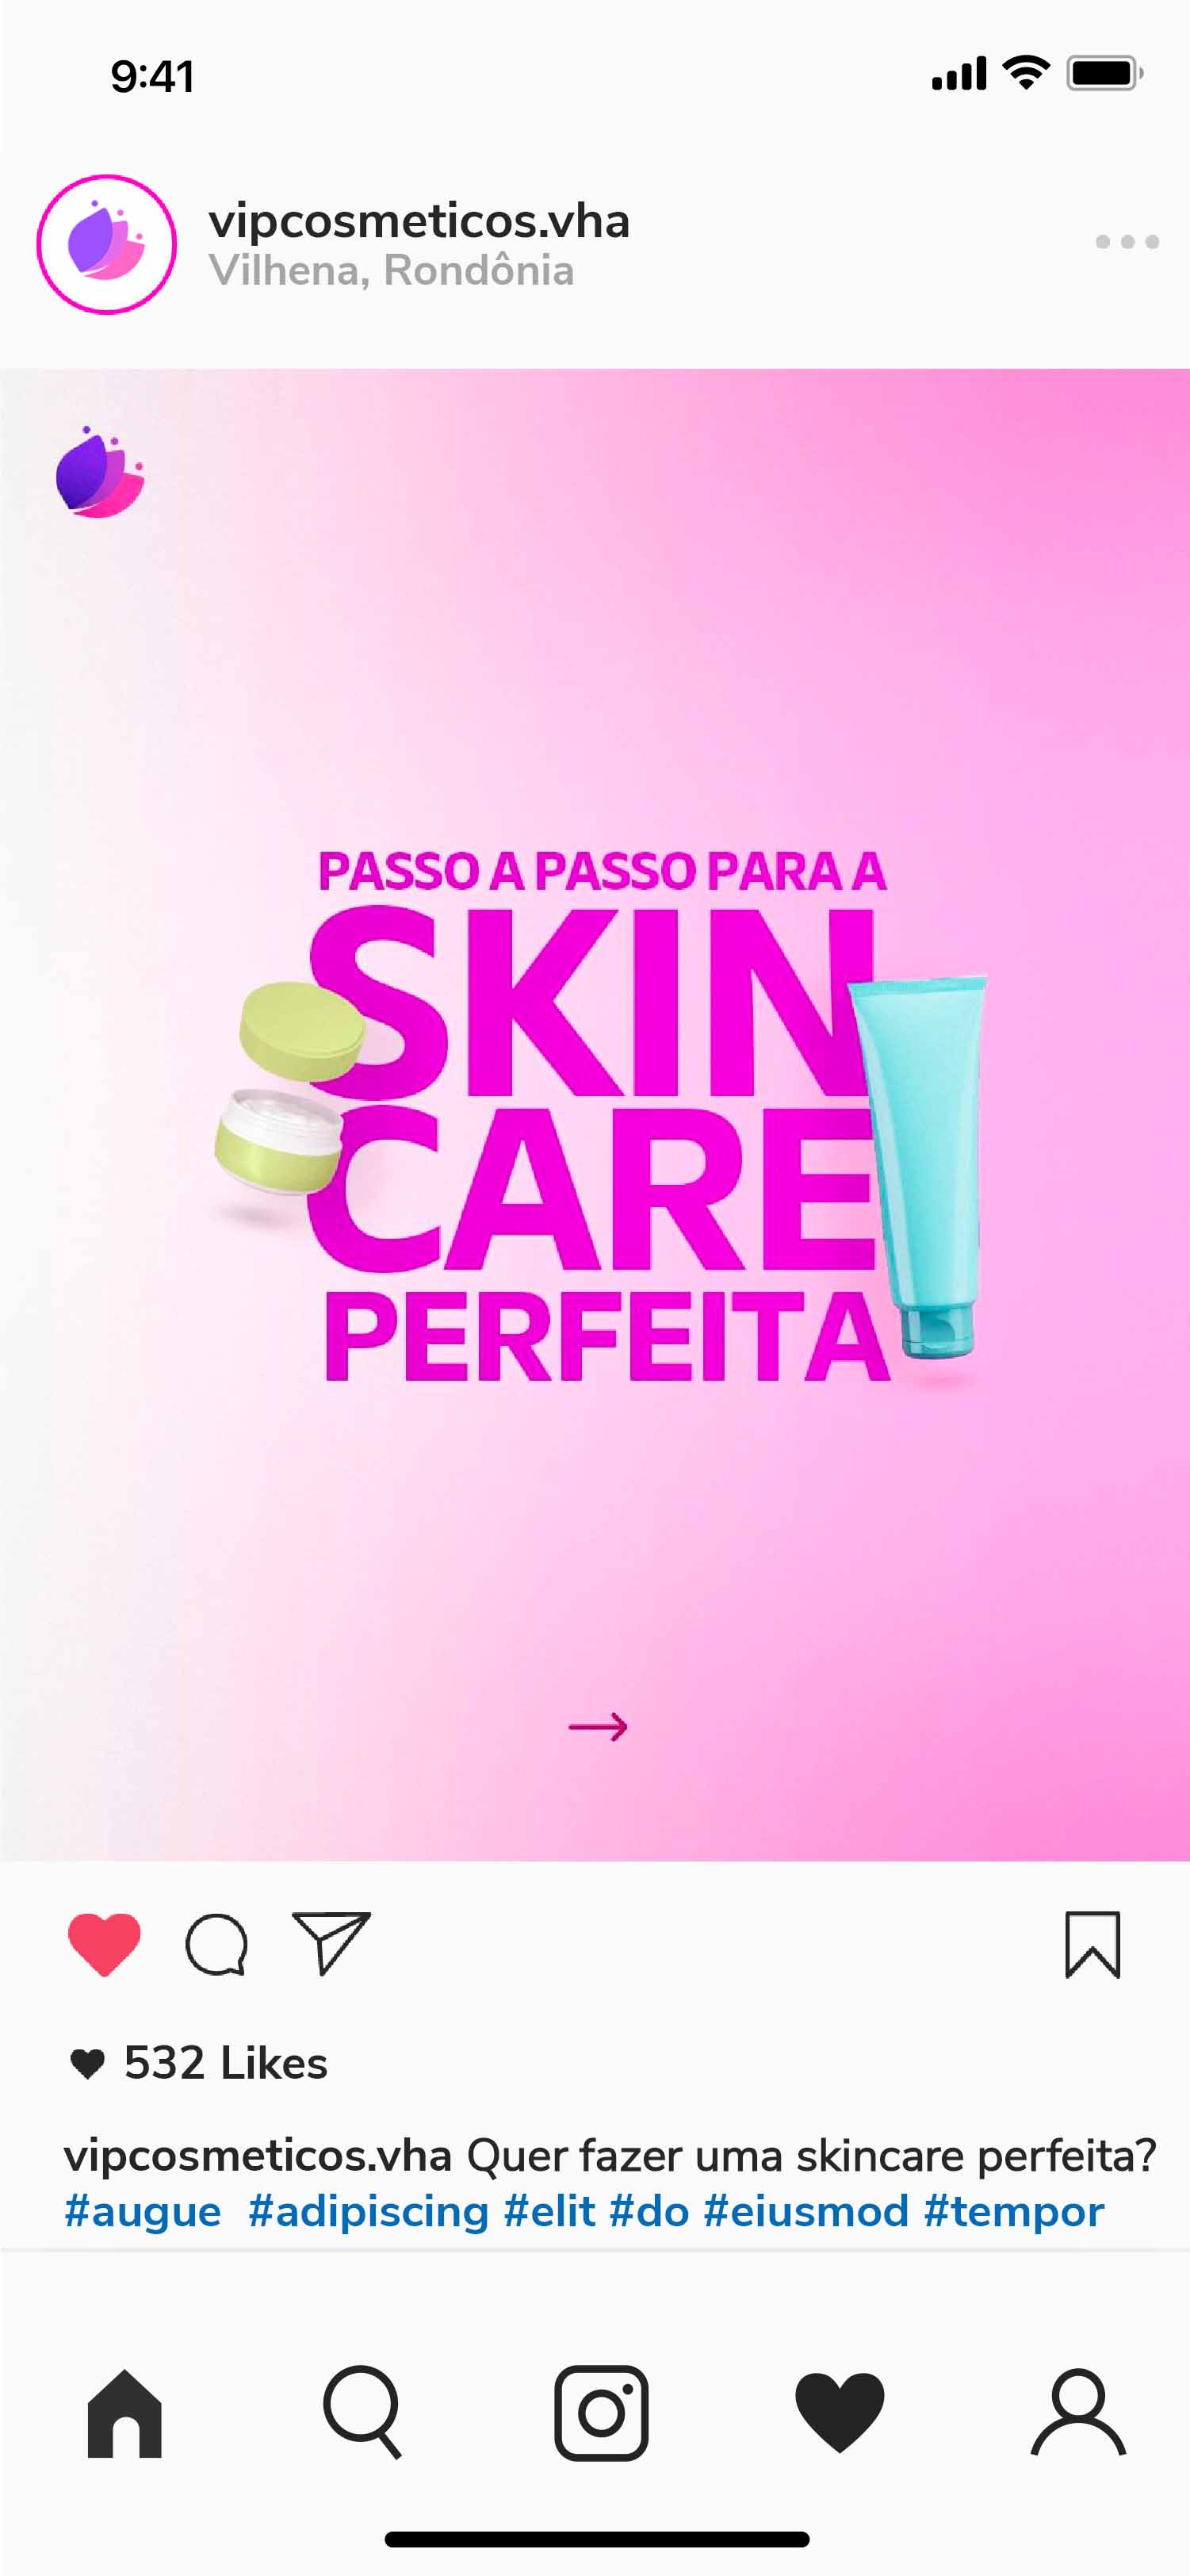 9:41
vipcosmeticos.vha
Vilhena, Rondônia
PASSO A PASSO PARA A
SKIN
CARE
PERFEITA
532 Likes
vipcosmeticos.vha Quer fazer uma skincare perfeita?
#augue #adipiscing #elit #do #eiusmod #tempor